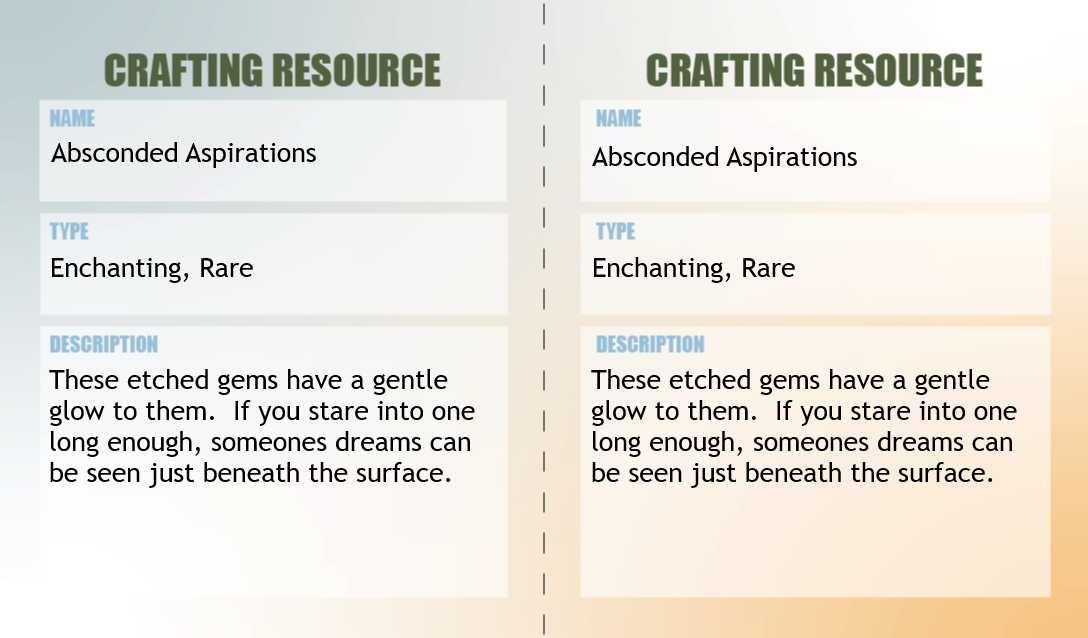 CRAFTING RESOURCE
NAME
Absconded Aspirations
TYPE
Enchanting, Rare
DESCRIPTION
These etched gems have a gentle
glow to them.  If you stare into one
long enough, someones dreams can
be seen just beneath the surface.
CRAFTING RESOURCE
NAME
Absconded Aspirations
TYPE
Enchanting, Rare
DESCRIPTION
These etched gems have a gentle
glow to them.  If you stare into one
long enough, someones dreams can
be seen just beneath the surface.